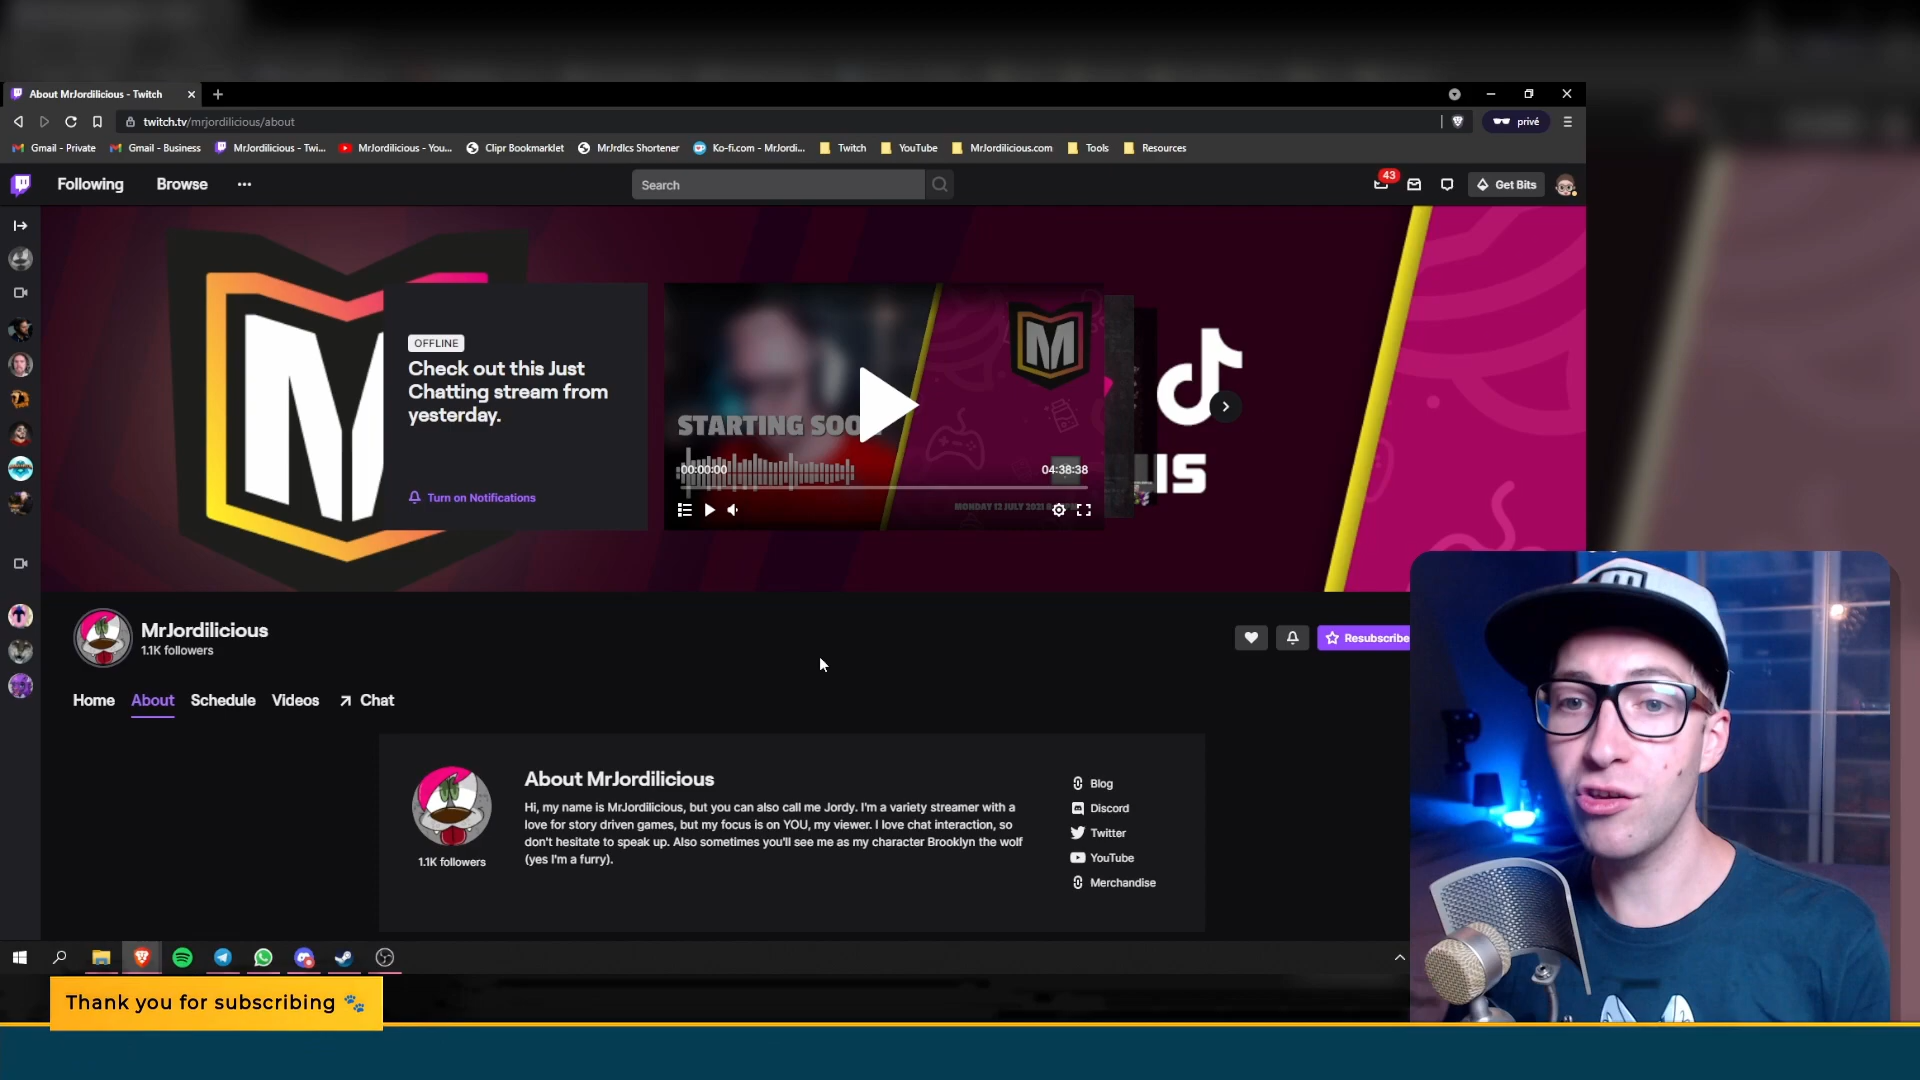 About MrJordilicious - Twitch
twitch.tv/mrjordilicious/about
privé
Gmail - Private
Gmail - Business
MrJordilicious - Twi...
MrJordilicious - You...
Clipr Bookmarklet
MrJrdlcs Shortener
Ko-fi.com - MrJordi...
Twitch
YouTube
MrJordilicious.com
Tools
Resources
Following
Browse
Search
43
Get Bits
OFFLINE
Check out this Just
Chatting stream from
yesterday.
Turn on Notifications
M
STARTING SOO
00:00:00
04:38:38
MONDAY 12 JULY 2021
IS
MrJordilicious
1.1K followers
Resubscribe
Home
About
Schedule
Videos
Chat
About MrJordilicious
Hi, my name is MrJordilicious, but you can also call me Jordy. I'm a variety streamer with a
love for story driven games, but my focus is on YOU, my viewer. I love chat interaction, so
don't hesitate to speak up. Also sometimes you'll see me as my character Brooklyn the wolf
(yes I'm a furry).
1.1K followers
Blog
Discord
Twitter
YouTube
Merchandise
Thank you for subscribing